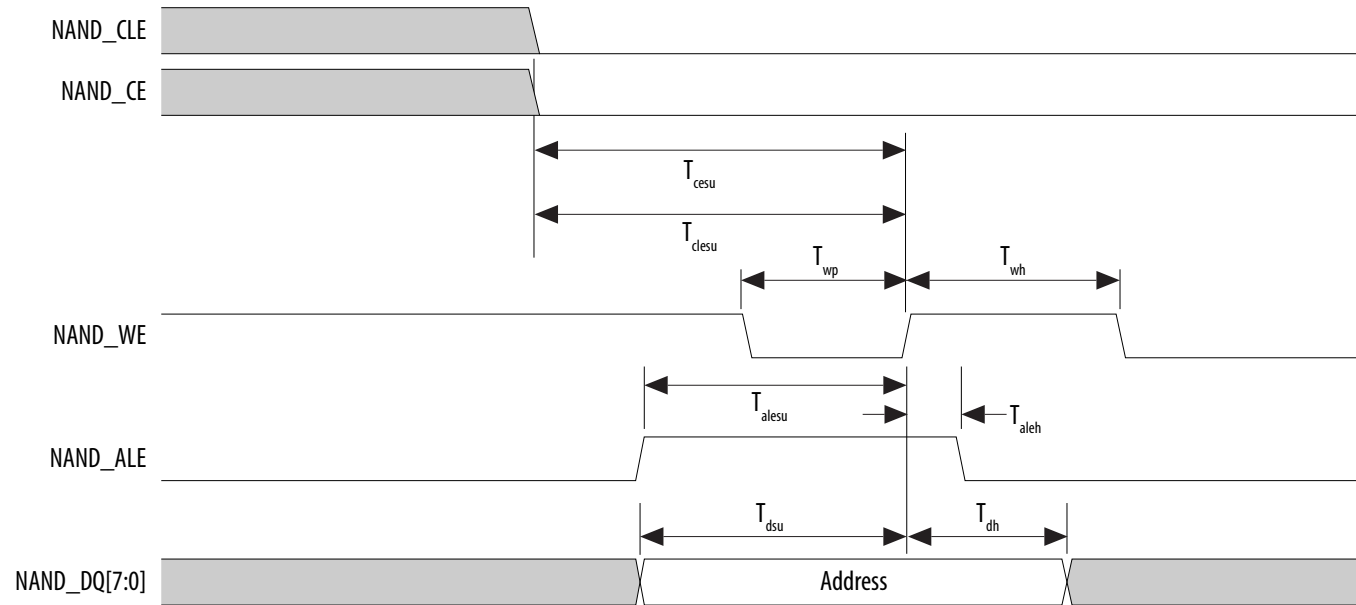 NAND_CLE
NAND_CE
Tcesu
Tclesu
Twp Twh
NAND_WE
Talesu
Taleh
NAND_ALE
Tdsu Tdh
NAND_DQ[7:0] Address